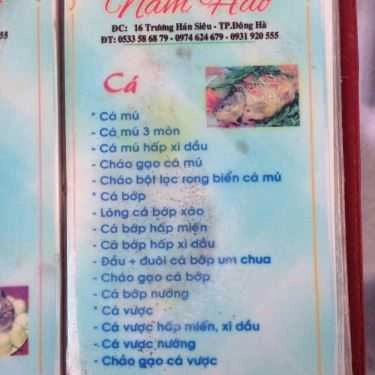 Nam Hảo
ĐC: 16 Trương Hán Siêu - TP.Đông Hà
ĐT: 0533 58 68 79 - 0974 624 679 - 0931 920 555
Cá
* Cá mú
- Cá mú 3 món
- Cá mú hấp xì dầu
- Cháo gạo cá mú
- Cháo bột lọc rong biển cá mú
* Cá bớp
- Lòng cá bớp xào
- Cá bớp hấp miến
- Cá bớp hấp xì dầu
- Đầu + đuôi cá bớp um chua
- Cháo gạo cá bớp
- Cá bớp nướng
* Cá vược
- Cá vược hấp miến, xì dầu
- Cá vược nướng
- Cháo gạo cá vược
55